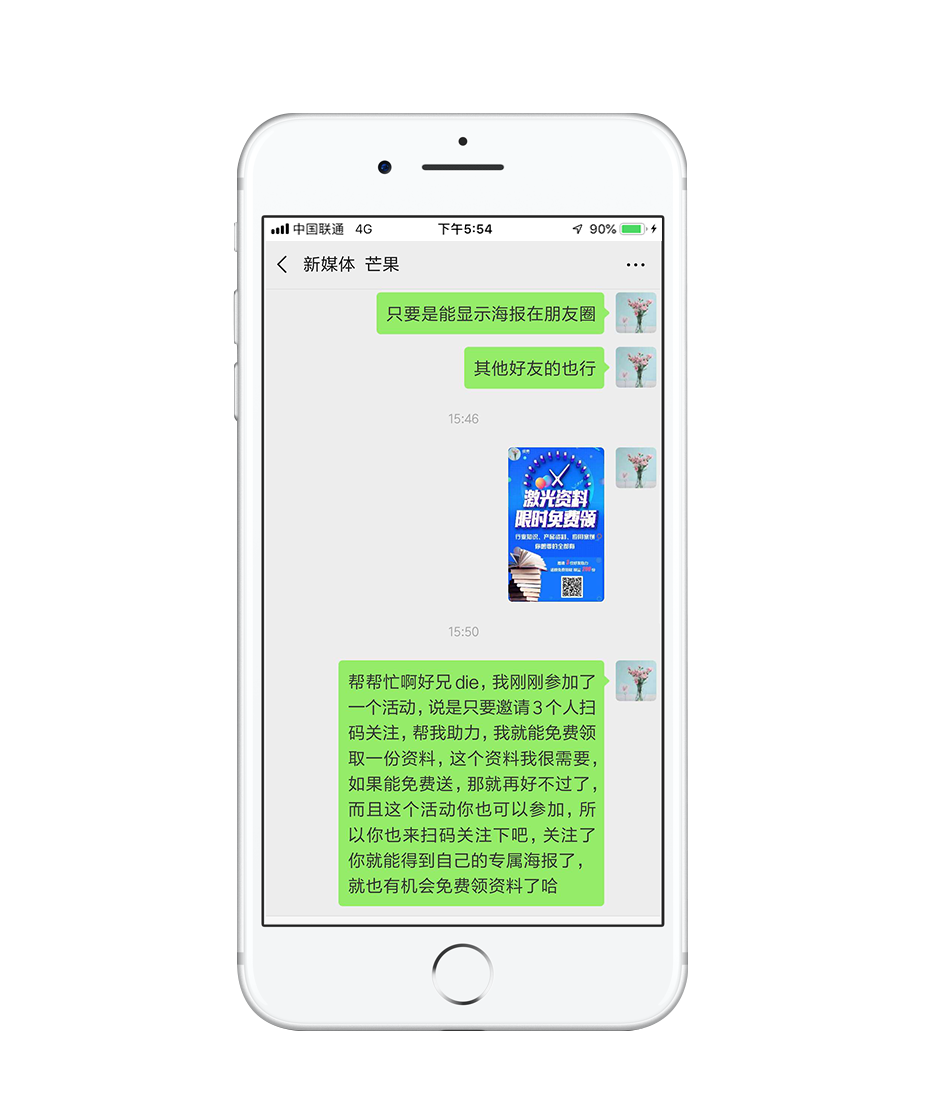 中国联通 4G 下午5:54 90%
新媒体 芒果
只要是能显示海报在朋友圈
其他好友的也行
15:46
激光资料
限时免费领
行业知识、产品资料、应用案例
你想要的全都有
15:50
帮帮忙啊好兄die，我刚刚参加了
一个活动，说是只要邀请3个人扫
码关注，帮我助力，我就能免费领
取一份资料，这个资料我很需要，
如果能免费送，那就再好不过了，
而且这个活动你也可以参加，所
以你也来扫码关注下吧，关注了
你就能得到自己的专属海报了，
就也有机会免费领资料了哈